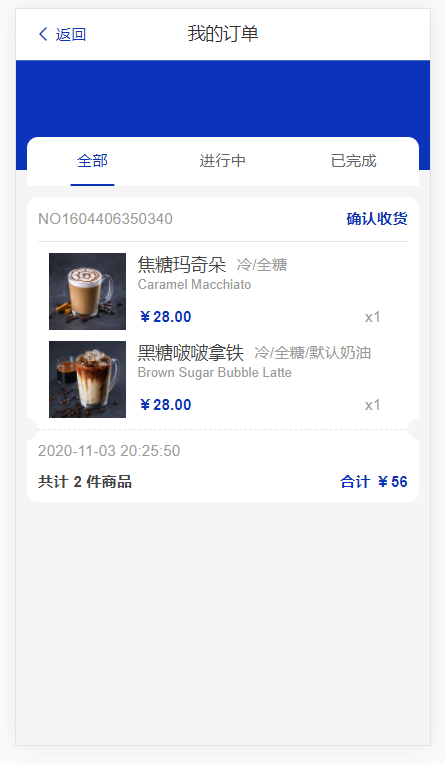 返回 我的订单
全部 进行中 已完成
NO1604406350340 确认收货
焦糖玛奇朵 冷/全糖
Caramel Macchiato
￥28.00 x1
黑糖啵啵拿铁 冷/全糖/默认奶油
Brown Sugar Bubble Latte
￥28.00 x1
2020-11-03 20:25:50
共计 2 件商品 合计 ￥56